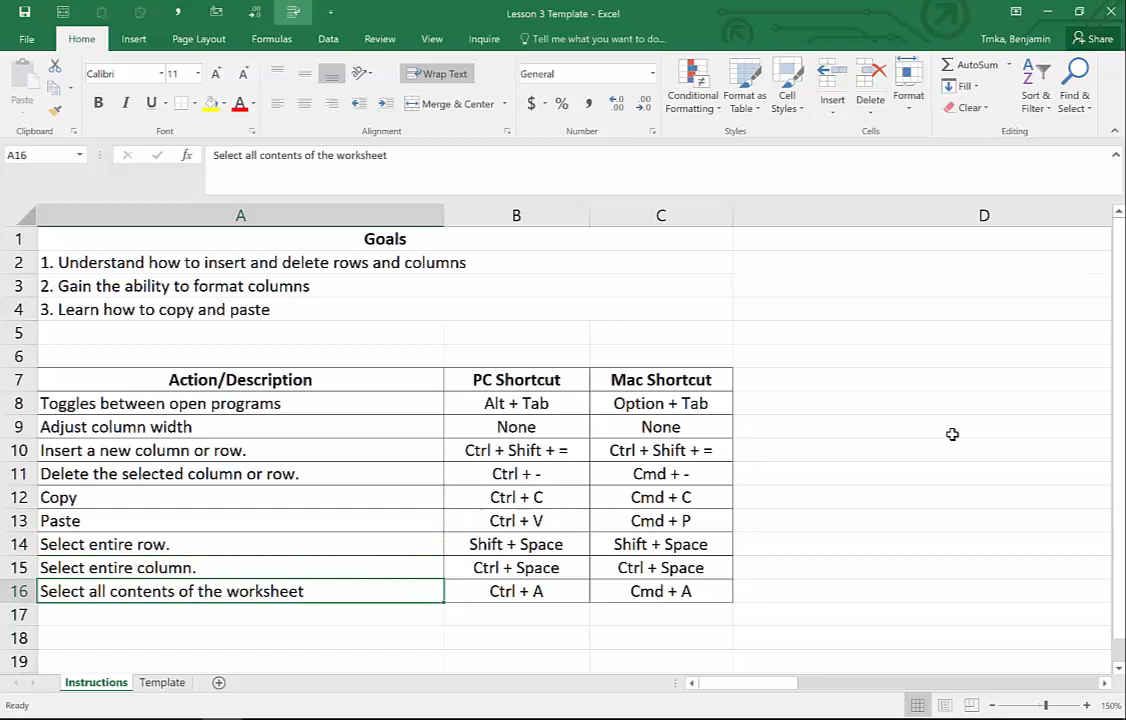 Lesson 3 Template - Excel
File Home Insert Page Layout Formulas Data Review View Inquire Tell me what you want to do... Trnka, Benjamin Share
Paste
Calibri 11
B I U A
Wrap Text
Merge & Center
General
$ % ,
Conditional Formatting
Format as Table
Cell Styles
Insert
Delete
Format
AutoSum
Fill
Clear
Sort & Filter
Find & Select
Clipboard Font Alignment Number Styles Cells Editing
A16 fx Select all contents of the worksheet
A B C D
1 Goals
2 1. Understand how to insert and delete rows and columns
3 2. Gain the ability to format columns
4 3. Learn how to copy and paste
5
6
7 Action/Description PC Shortcut Mac Shortcut
8 Toggles between open programs Alt + Tab Option + Tab
9 Adjust column width None None
10 Insert a new column or row. Ctrl + Shift + = Ctrl + Shift + =
11 Delete the selected column or row. Ctrl + - Cmd + -
12 Copy Ctrl + C Cmd + C
13 Paste Ctrl + V Cmd + P
14 Select entire row. Shift + Space Shift + Space
15 Select entire column. Ctrl + Space Ctrl + Space
16 Select all contents of the worksheet Ctrl + A Cmd + A
17
18
19
Instructions Template
Ready 150%